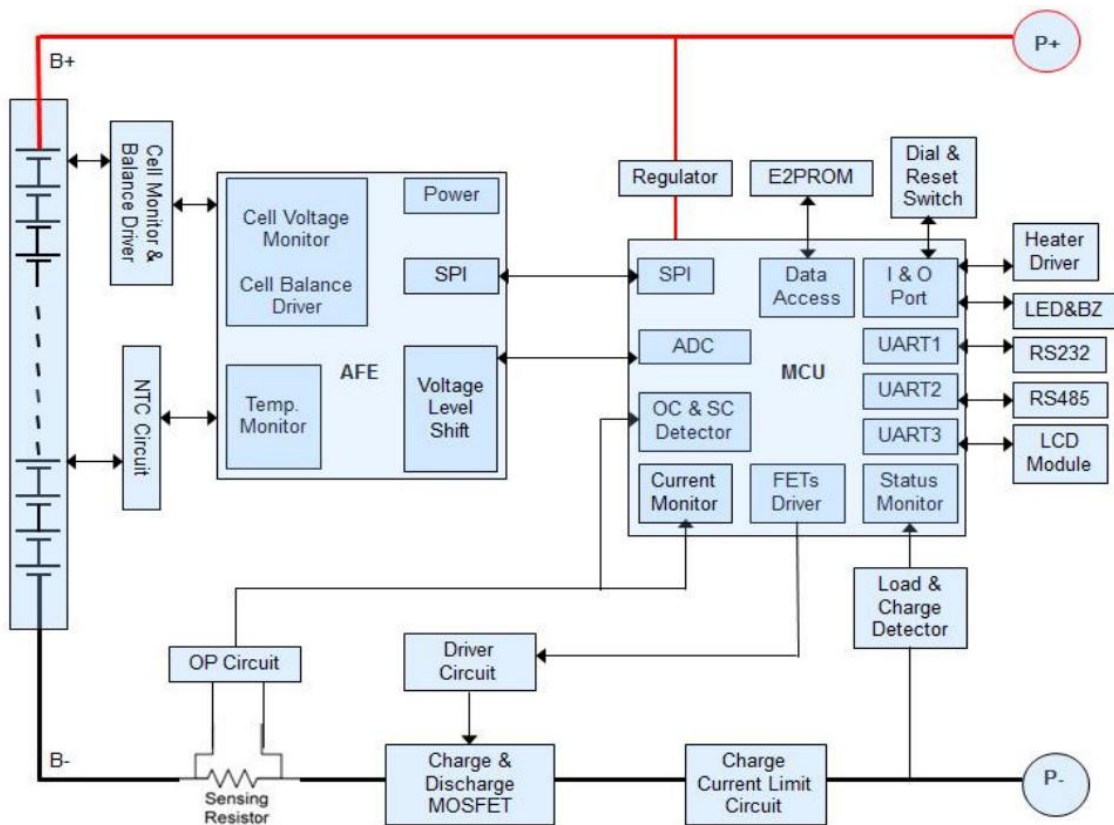 B+
P+
Cell Monitor &
Balance Driver
Cell Voltage
Monitor
Cell Balance
Driver
Power
SPI
AFE
Temp.
Monitor
Voltage
Level
Shift
NTC Circuit
Regulator
E2PROM
Dial &
Reset
Switch
SPI
Data
Access
I & O
Port
Heater
Driver
LED&BZ
ADC
MCU
UART1
RS232
OC & SC
Detector
UART2
RS485
UART3
LCD
Module
Current
Monitor
FETs
Driver
Status
Monitor
Load &
Charge
Detector
OP Circuit
Driver
Circuit
B-
Sensing
Resistor
Charge &
Discharge
MOSFET
Charge
Current Limit
Circuit
P-